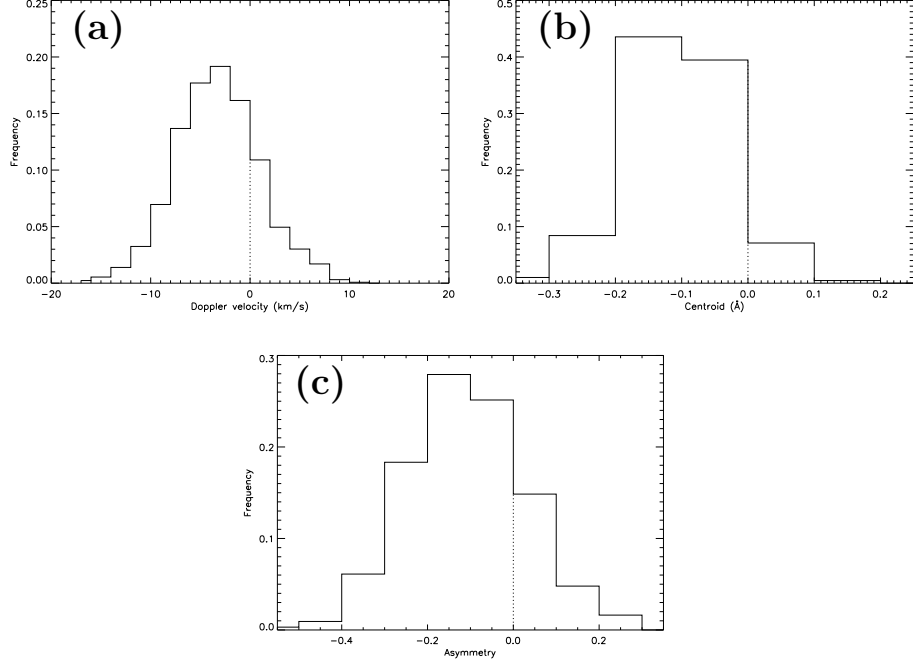 (a)
0.25
0.20
0.15
0.10
0.05
0.00
Frequency
−20 −10 0 10 20
Doppler velocity (km/s)
(b)
0.5
0.4
0.3
0.2
0.1
0.0
Frequency
−0.3 −0.2 −0.1 0.0 0.1 0.2
Centroid (Å)
(c)
0.3
0.2
0.1
0.0
Frequency
−0.4 −0.2 0.0 0.2
Asymmetry